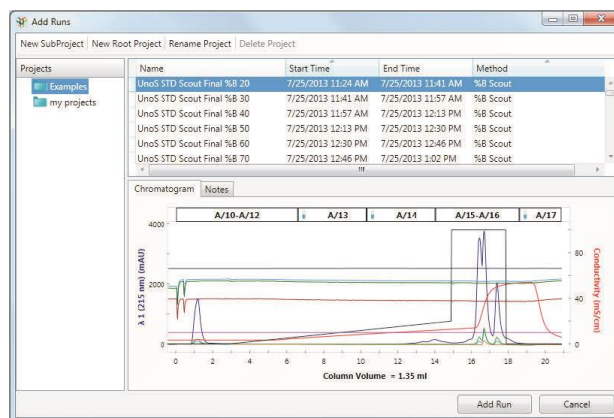 Add Runs
New SubProject New Root Project Rename Project Delete Project
Projects
Examples
my projects
Name Start Time End Time Method
UnoS STD Scout Final %B 20 7/25/2013 11:24 AM 7/25/2013 11:41 AM %B Scout
UnoS STD Scout Final %B 30 7/25/2013 11:41 AM 7/25/2013 11:57 AM %B Scout
UnoS STD Scout Final %B 40 7/25/2013 11:57 AM 7/25/2013 12:13 PM %B Scout
UnoS STD Scout Final %B 50 7/25/2013 12:13 PM 7/25/2013 12:30 PM %B Scout
UnoS STD Scout Final %B 60 7/25/2013 12:30 PM 7/25/2013 12:46 PM %B Scout
UnoS STD Scout Final %B 70 7/25/2013 12:46 PM 7/25/2013 1:02 PM %B Scout
Chromatogram Notes
A/10-A/12 A/13 A/14 A/15-A/16 A/17
λ 1 (215 nm) (mAU)
4000
2000
0
80
40
0
Conductivity (mS/cm)
0 2 4 6 8 10 12 14 16 18 20
Column Volume = 1.35 ml
Add Run Cancel